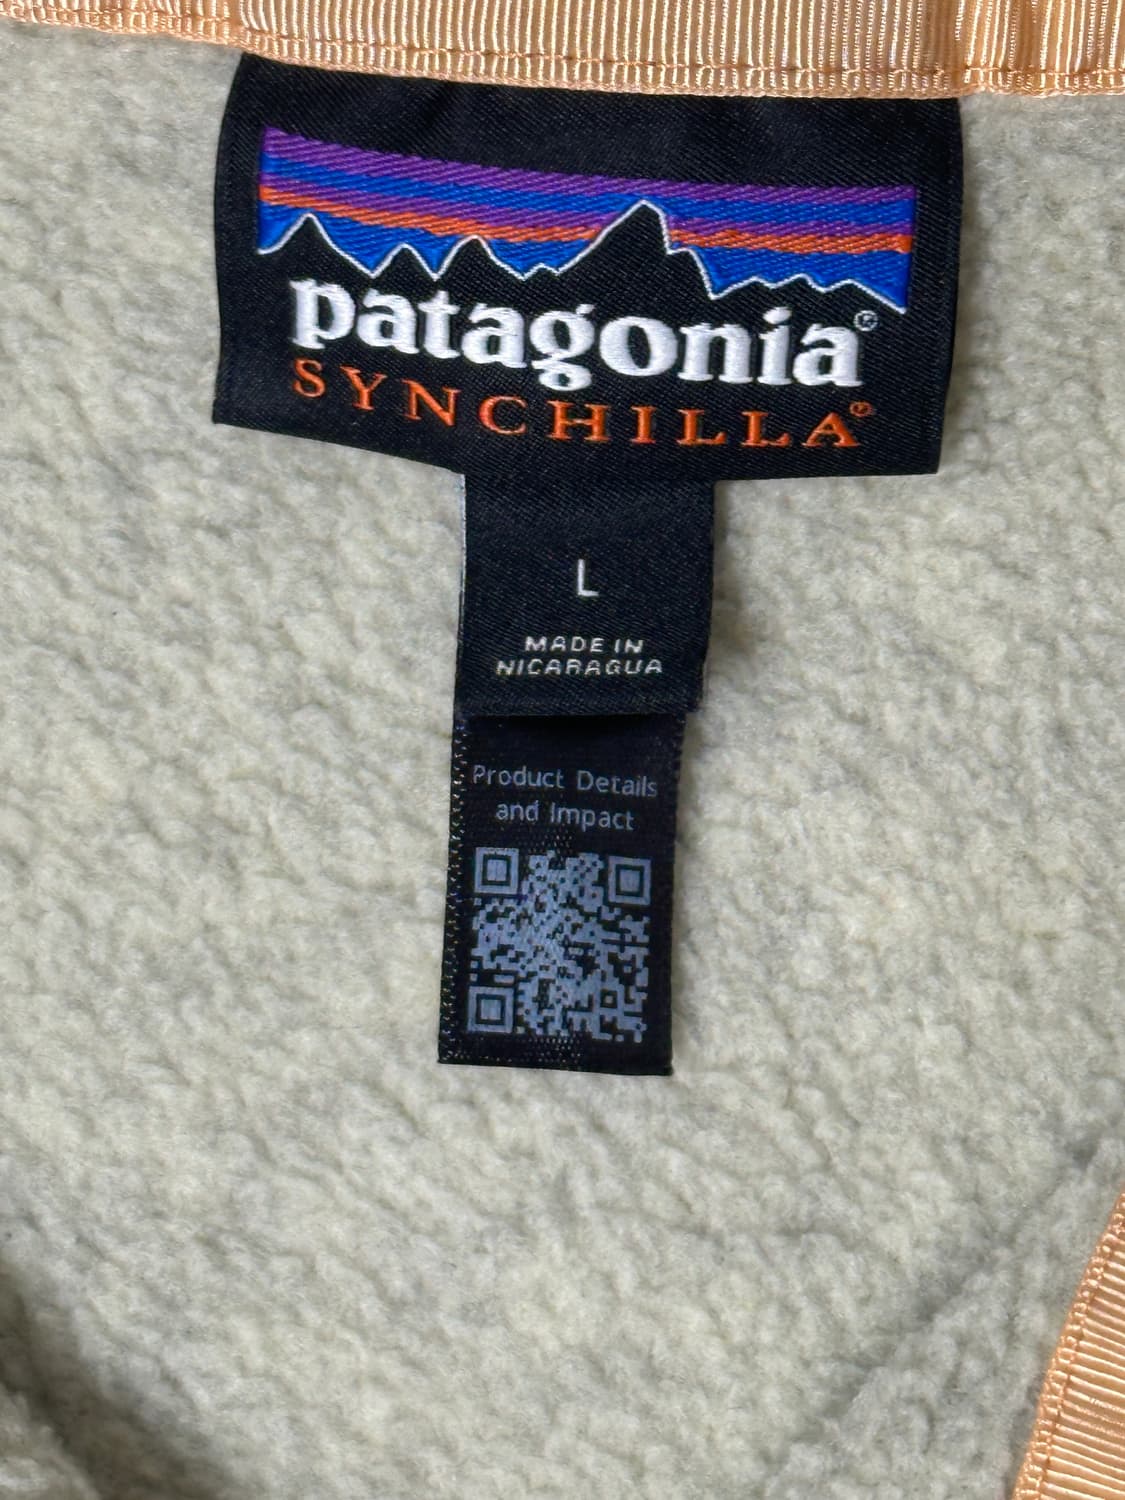 patagonia®
SYNCHILLA®
L
MADE IN
NICARAGUA
Product Details
and Impact